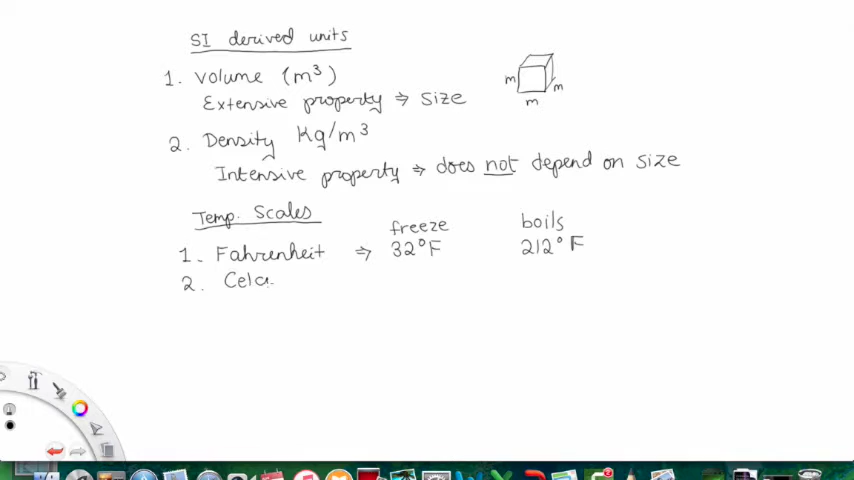 SI derived units
1. Volume (m³)
m
m
m
Extensive property ⇒ size
2. Density Kg/m³
Intensive property ⇒ does not depend on size
Temp. Scales
freeze boils
1. Fahrenheit ⇒ 32°F 212°F
2. Celc